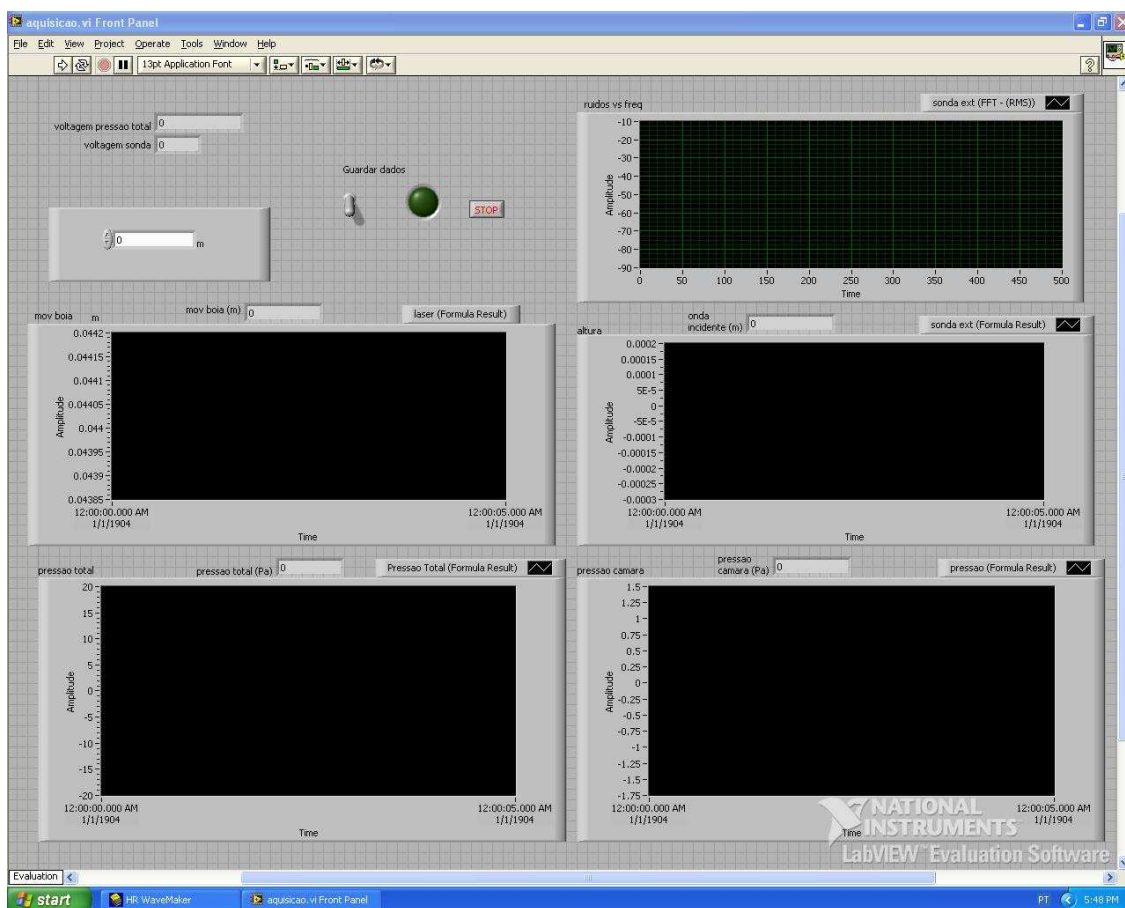 aquisicao.vi Front Panel
File Edit View Project Operate Tools Window Help
13pt Application Font
voltagem pressao total 0
voltagem sonda 0
Guardar dados
STOP
0 m
ruidos vs freq
sonda ext (FFT - (RMS))
Amplitude
-10
-20
-30
-40
-50
-60
-70
-80
-90
0 50 100 150 200 250 300 350 400 450 500
Time
mov boia m
mov boia (m) 0
laser (Formula Result)
Amplitude
0.0442
0.04415
0.0441
0.04405
0.044
0.04395
0.0439
0.04385
12:00:00.000 AM 12:00:05.000 AM
1/1/1904 1/1/1904
Time
altura
onda
incidente (m) 0
sonda ext (Formula Result)
Amplitude
0.0002
0.00015
0.0001
5E-5
0
-5E-5
-0.0001
-0.00015
-0.0002
-0.00025
-0.0003
12:00:00.000 AM 12:00:05.000 AM
1/1/1904 1/1/1904
Time
pressao total
pressao total (Pa) 0
Pressao Total (Formula Result)
Amplitude
20
15
10
5
0
-5
-10
-15
-20
12:00:00.000 AM 12:00:05.000 AM
1/1/1904 1/1/1904
Time
pressao camara
pressao
camara (Pa) 0
pressao (Formula Result)
Amplitude
1.5
1.25
1
0.75
0.5
0.25
0
-0.25
-0.5
-0.75
-1
-1.25
-1.5
-1.75
12:00:00.000 AM 12:00:05.000 AM
1/1/1904 1/1/1904
Time
NATIONAL
INSTRUMENTS
LabVIEW™ Evaluation Software
Evaluation
start HR WaveMaker aquisicao.vi Front Panel PT 5:48 PM